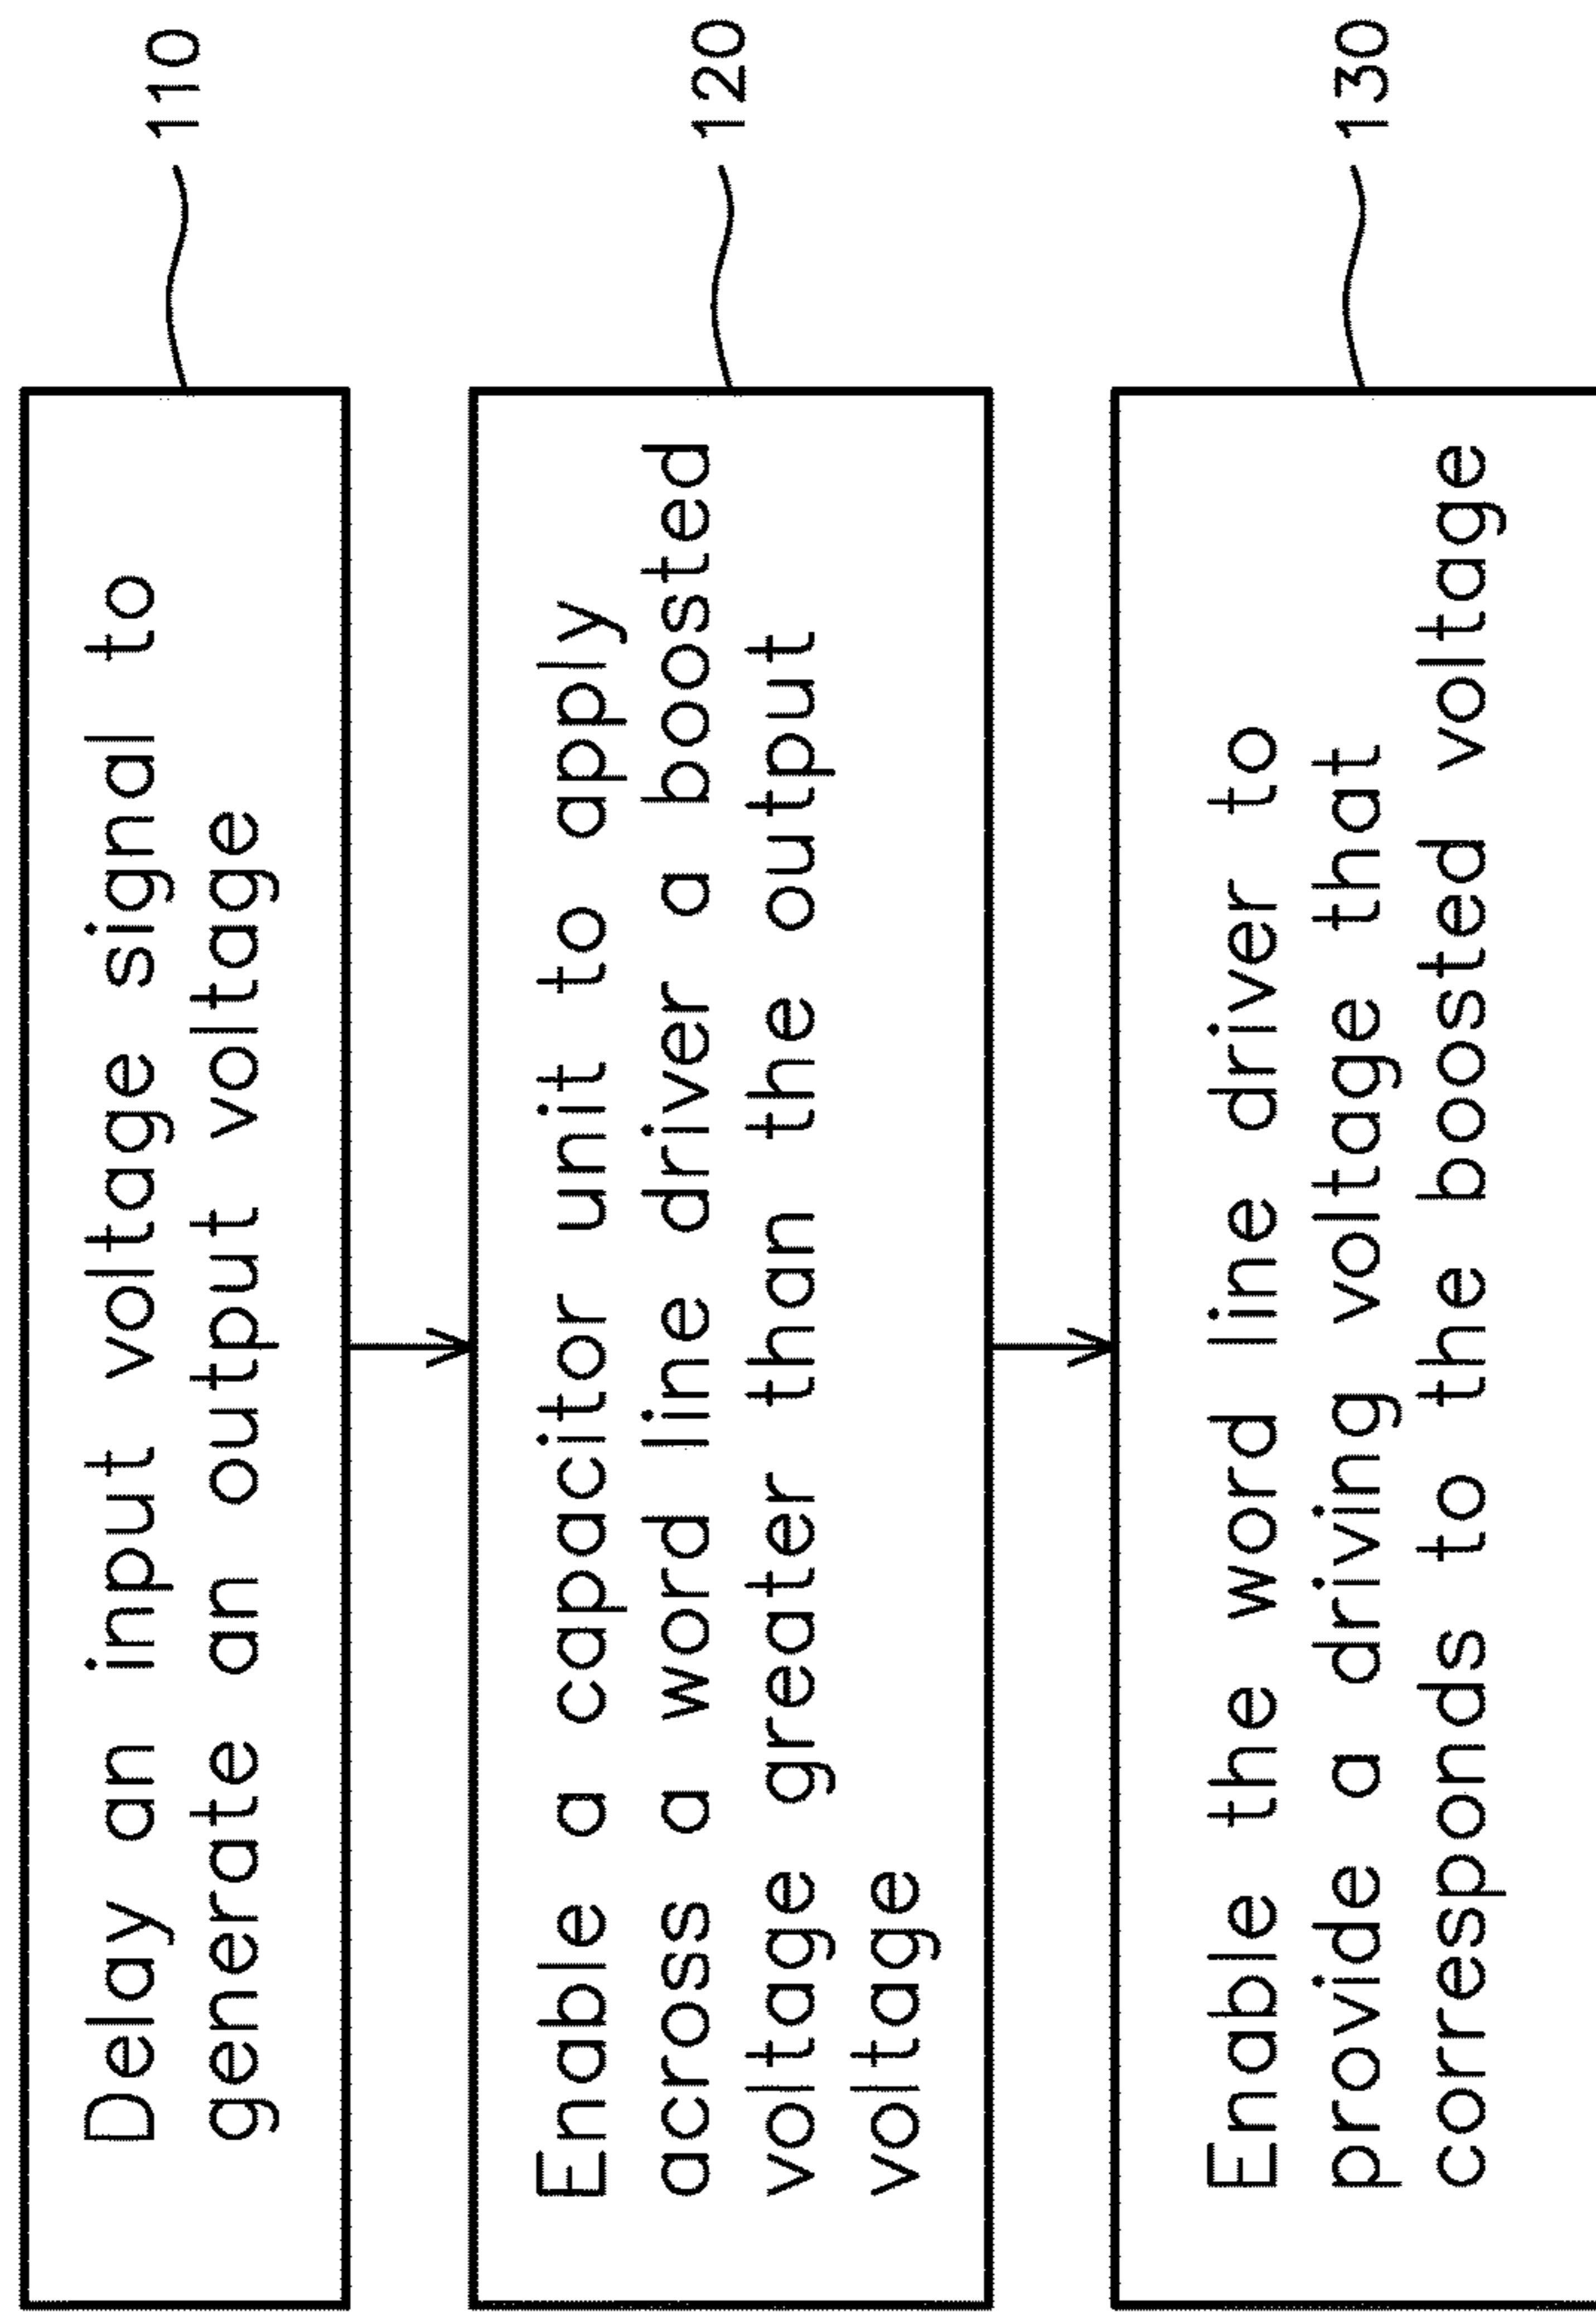 Delay an input voltage signal to
generate an output voltage
110
Enable a capacitor unit to apply
across a word line driver a boosted
voltage greater than the output
voltage
120
Enable the word line driver to
provide a driving voltage that
corresponds to the boosted voltage
130